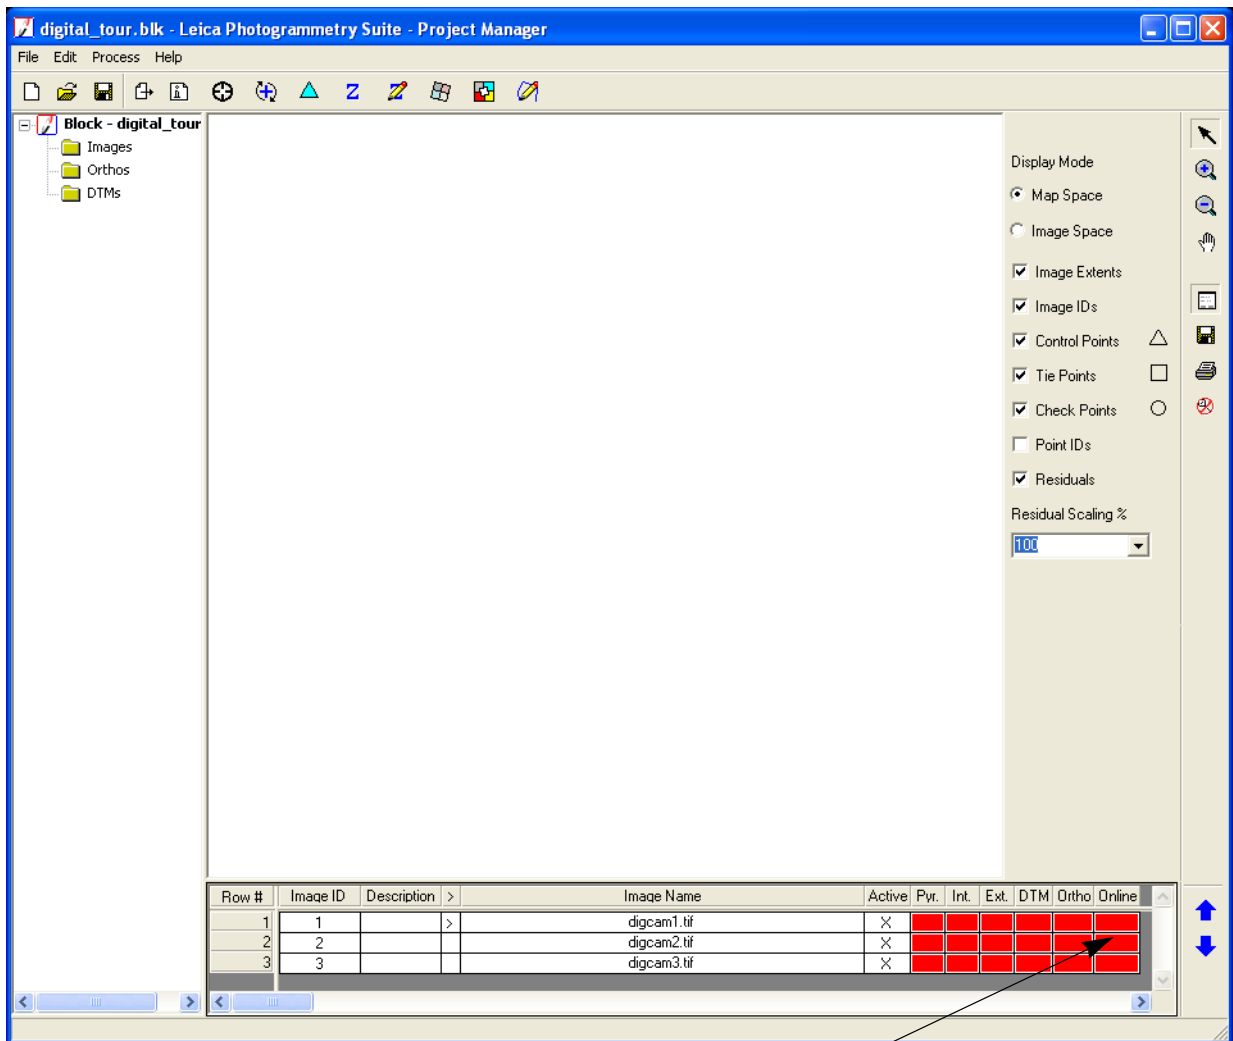 digital_tour.blk - Leica Photogrammetry Suite - Project Manager
File Edit Process Help
Block - digital_tour
Images
Orthos
DTMs
Display Mode
Map Space
Image Space
Image Extents
Image IDs
Control Points
Tie Points
Check Points
Point IDs
Residuals
Residual Scaling %
100
Row # Image ID Description > Image Name Active Pyr. Int. Ext. DTM Ortho Online
1 1 > digcam1.tif X
2 2 digcam2.tif X
3 3 digcam3.tif X